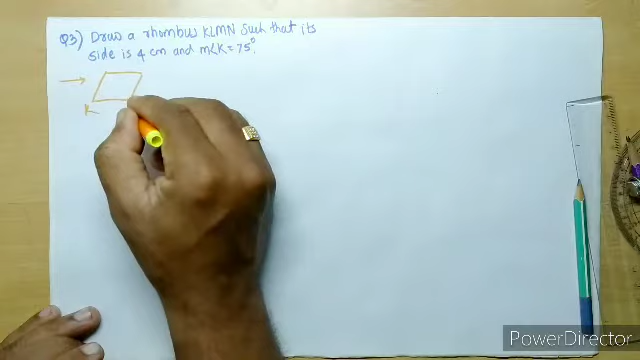 Q3) Draw a rhombus KLMN such that its
side is 4 cm and m∠K = 75°.
K
PowerDirector